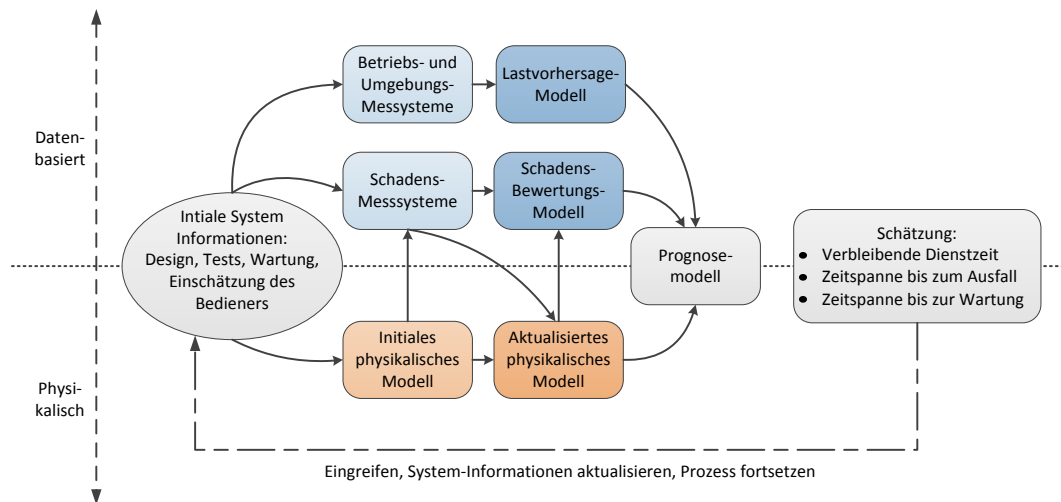 Daten-
basiert
Physi-
kalisch
Intiale System
Informationen:
Design, Tests, Wartung,
Einschätzung des
Bedieners
Betriebs- und
Umgebungs-
Messysteme
Lastvorhersage-
Modell
Schadens-
Messsysteme
Schadens-
Bewertungs-
Modell
Initiales
physikalisches
Modell
Aktualisiertes
physikalisches
Modell
Prognose-
modell
Schätzung:
• Verbleibende Dienstzeit
• Zeitspanne bis zum Ausfall
• Zeitspanne bis zur Wartung
Eingreifen, System-Informationen aktualisieren, Prozess fortsetzen